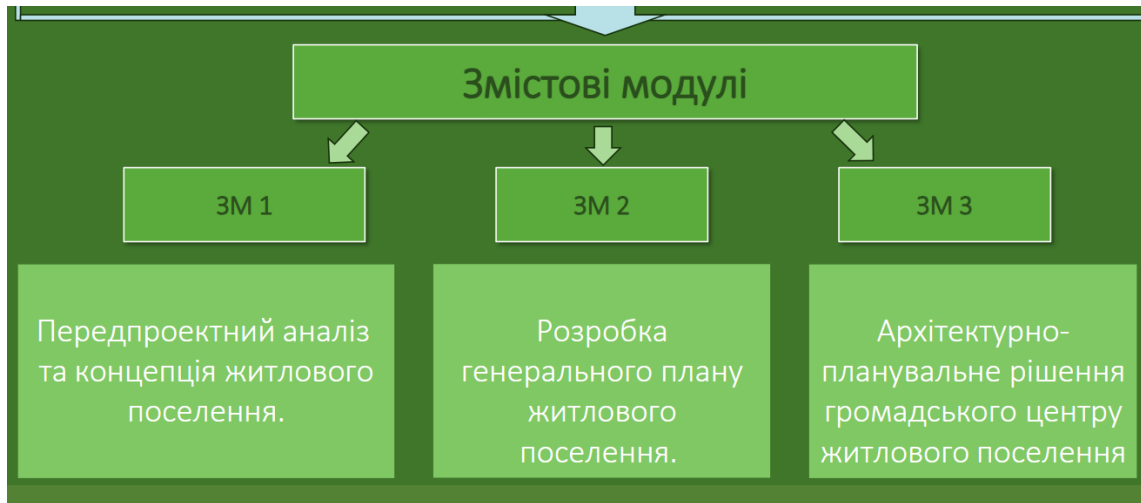 Змістові модулі
ЗМ 1
ЗМ 2
ЗМ 3
Передпроектний аналіз
та концепція житлового
поселення.
Розробка
генерального плану
житлового
поселення.
Архітектурно-
планувальне рішення
громадського центру
житлового поселення